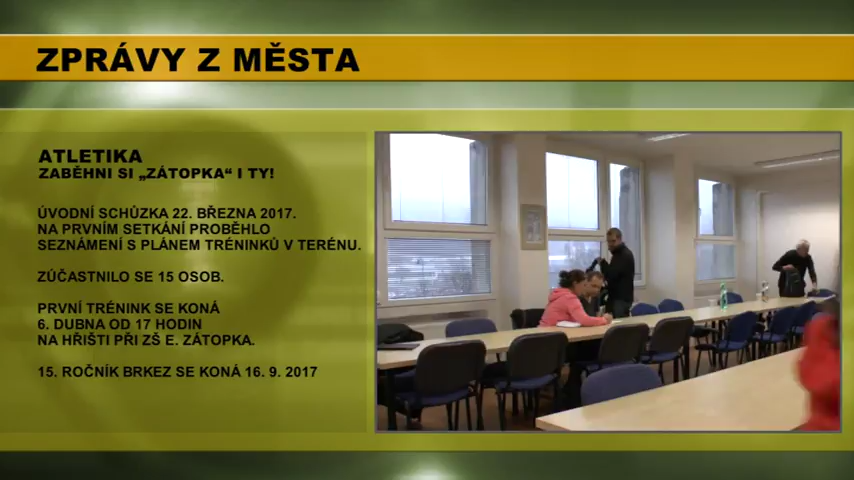 ZPRÁVY Z MĚSTA
ATLETIKA
ZABĚHNI SI „ZÁTOPKA“ I TY!
ÚVODNÍ SCHŮZKA 22. BŘEZNA 2017.
NA PRVNÍM SETKÁNÍ PROBĚHLO
SEZNÁMENÍ S PLÁNEM TRÉNINKŮ V TERÉNU.
ZÚČASTNILO SE 15 OSOB.
PRVNÍ TRÉNINK SE KONÁ
6. DUBNA OD 17 HODIN
NA HŘIŠTI PŘI ZŠ E. ZÁTOPKA.
15. ROČNÍK BRKEZ SE KONÁ 16. 9. 2017